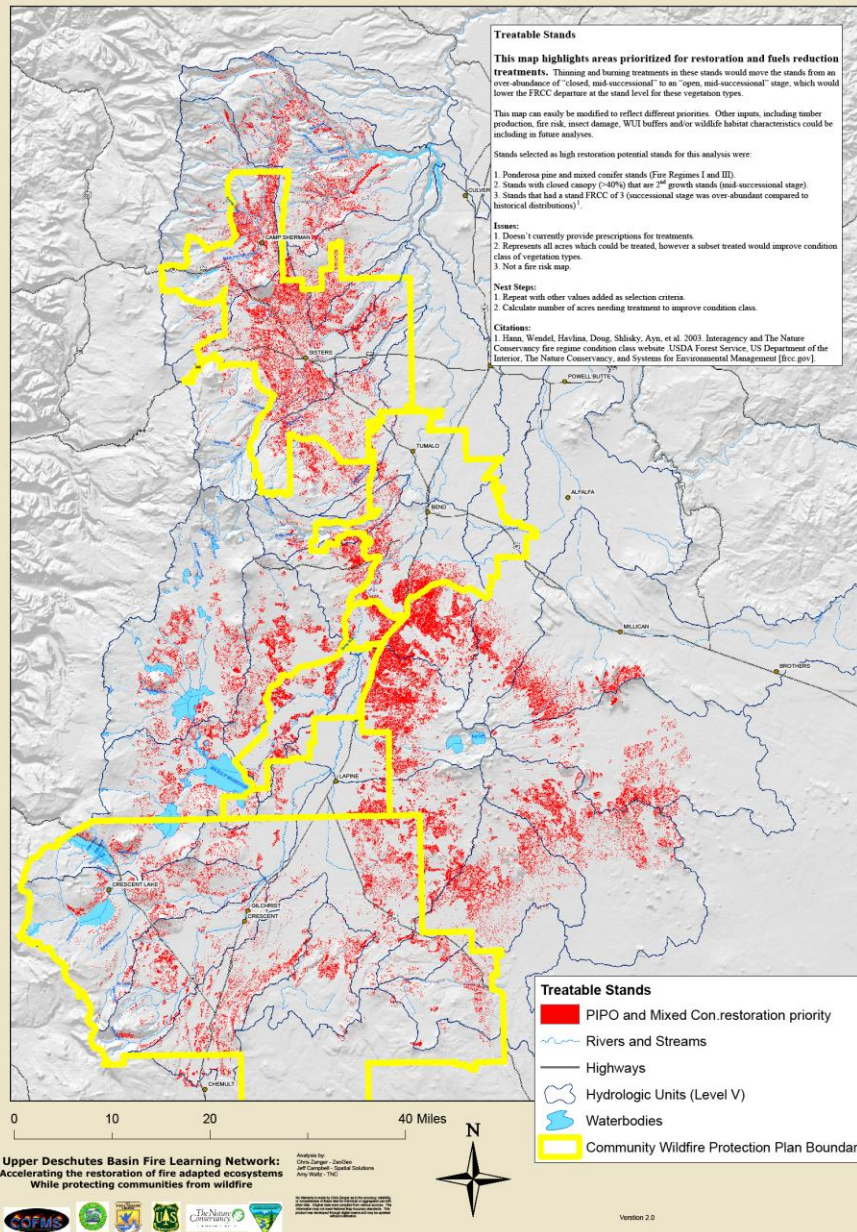 Treatable Stands
This map highlights areas prioritized for restoration and fuels reduction
treatments. Thinning and burning treatments in these stands would move the stands from an
over-abundance of "closed, mid-successional" to an "open, mid-successional" stage, which would
lower the FRCC departure at the stand level for these vegetation types.
This map can easily be modified to reflect different priorities. Other inputs, including timber
production, fire risk, insect damage, WUI buffers and/or wildlife habitat characteristics could be
including in future analyses.
Stands selected as high restoration potential stands for this analysis were:
1. Ponderosa pine and mixed conifer stands (Fire Regimes I and III).
2. Stands with closed canopy (>40%) that are 2nd growth stands (mid-successional stage).
3. Stands that had a stand FRCC of 3 (successional stage was over-abundant compared to
historical distributions)1.
Issues:
1. Doesn't currently provide prescriptions for treatments.
2. Represents all acres which could be treated, however a subset treated would improve condition
class of vegetation types.
3. Not a fire risk map.
Next Steps:
1. Repeat with other values added as selection criteria.
2. Calculate number of acres needing treatment to improve condition class.
Citations:
1. Hann, Wendel, Havlina, Doug, Shlisky, Ayn, et al. 2003. Interagency and The Nature
Conservancy fire regime condition class website. USDA Forest Service, US Department of the
Interior, The Nature Conservancy, and Systems for Environmental Management [frcc.gov].
CULVER
CAMP SHERMAN
SISTERS
POWELL BUTTE
TUMALO
ALFALFA
BEND
MILLICAN
BROTHERS
LAPINE
CRESCENT LAKE
GILCHRIST
CRESCENT
CHEMULT
Treatable Stands
PIPO and Mixed Con.restoration priority
Rivers and Streams
Highways
Hydrologic Units (Level V)
Waterbodies
Community Wildfire Protection Plan Boundar
0 10 20 40 Miles
N
Upper Deschutes Basin Fire Learning Network:
Accelerating the restoration of fire adapted ecosystems
While protecting communities from wildfire
Analysis by:
Chris Zanger - ZedGeo
Jeff Campbell - Spatial Solutions
Amy Waltz - TNC
COFMS
The Nature
Conservancy
Version 2.0